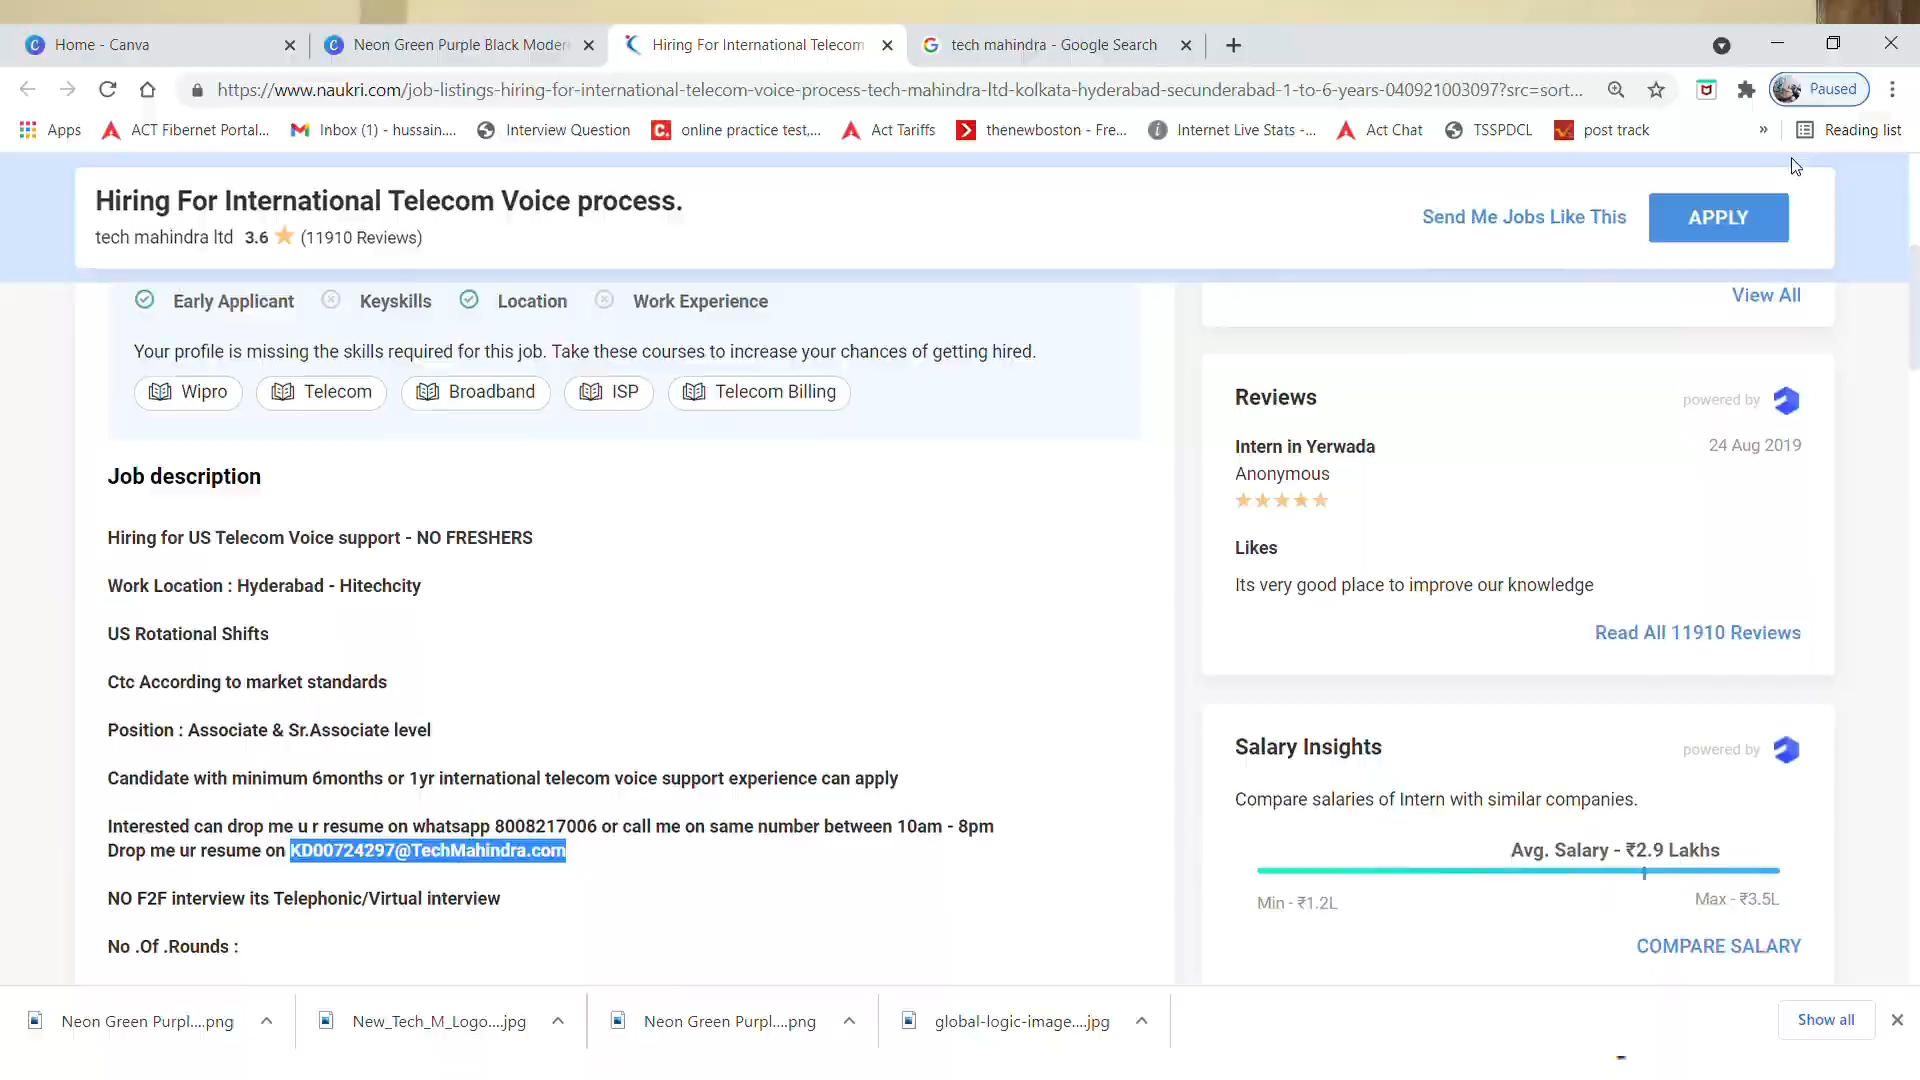 Home - Canva
Neon Green Purple Black Moder
Hiring For International Telecom
tech mahindra - Google Search
https://www.naukri.com/job-listings-hiring-for-international-telecom-voice-process-tech-mahindra-ltd-kolkata-hyderabad-secunderabad-1-to-6-years-040921003097?src=sort...
Paused
Apps
ACT Fibernet Portal...
Inbox (1) - hussain....
Interview Question
online practice test,...
Act Tariffs
thenewboston - Fre...
Internet Live Stats -...
Act Chat
TSSPDCL
post track
»
Reading list
Hiring For International Telecom Voice process.
tech mahindra ltd 3.6 (11910 Reviews)
Send Me Jobs Like This
APPLY
Early Applicant
Keyskills
Location
Work Experience
Your profile is missing the skills required for this job. Take these courses to increase your chances of getting hired.
Wipro
Telecom
Broadband
ISP
Telecom Billing
Job description
Hiring for US Telecom Voice support - NO FRESHERS
Work Location : Hyderabad - Hitechcity
US Rotational Shifts
Ctc According to market standards
Position : Associate & Sr.Associate level
Candidate with minimum 6months or 1yr international telecom voice support experience can apply
Interested can drop me u r resume on whatsapp 8008217006 or call me on same number between 10am - 8pm
Drop me ur resume on KD00724297@TechMahindra.com
NO F2F interview its Telephonic/Virtual interview
No .Of .Rounds :
View All
Reviews
powered by
Intern in Yerwada
24 Aug 2019
Anonymous
Likes
Its very good place to improve our knowledge
Read All 11910 Reviews
Salary Insights
powered by
Compare salaries of Intern with similar companies.
Avg. Salary - ₹2.9 Lakhs
Min - ₹1.2L
Max - ₹3.5L
COMPARE SALARY
Neon Green Purpl....png
New_Tech_M_Logo....jpg
Neon Green Purpl....png
global-logic-image....jpg
Show all